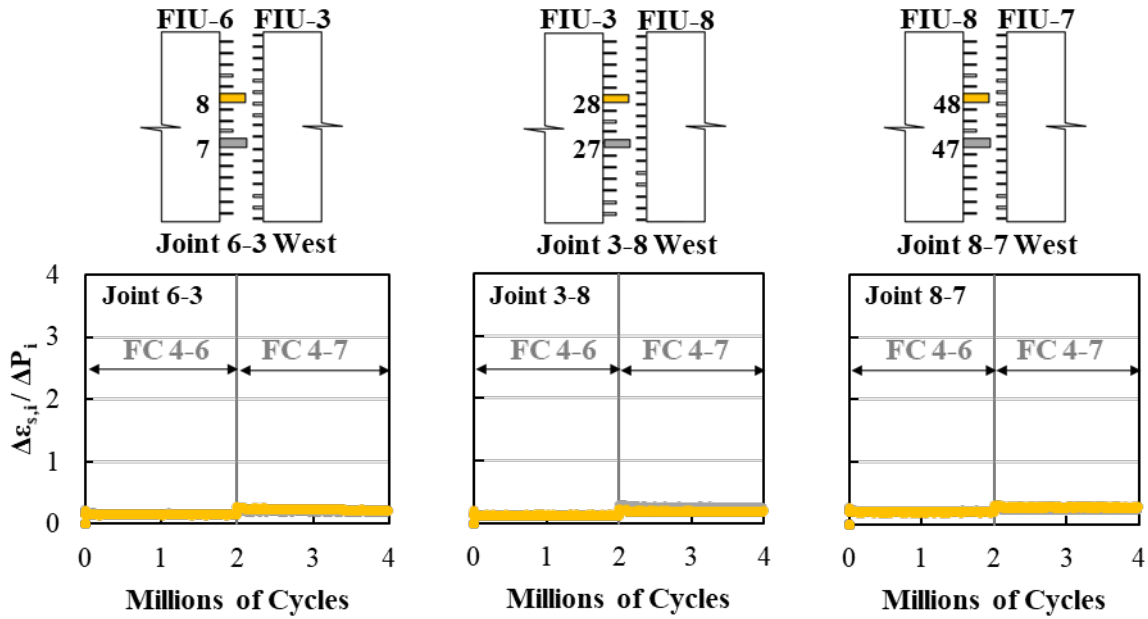 FIU-6 FIU-3
8
7
Joint 6-3 West
FIU-3 FIU-8
28
27
Joint 3-8 West
FIU-8 FIU-7
48
47
Joint 8-7 West
Δεs,i / ΔPi
4
3
2
1
0
Joint 6-3
FC 4-6 FC 4-7
0 1 2 3 4
Millions of Cycles
Joint 3-8
FC 4-6 FC 4-7
0 1 2 3 4
Millions of Cycles
Joint 8-7
FC 4-6 FC 4-7
0 1 2 3 4
Millions of Cycles